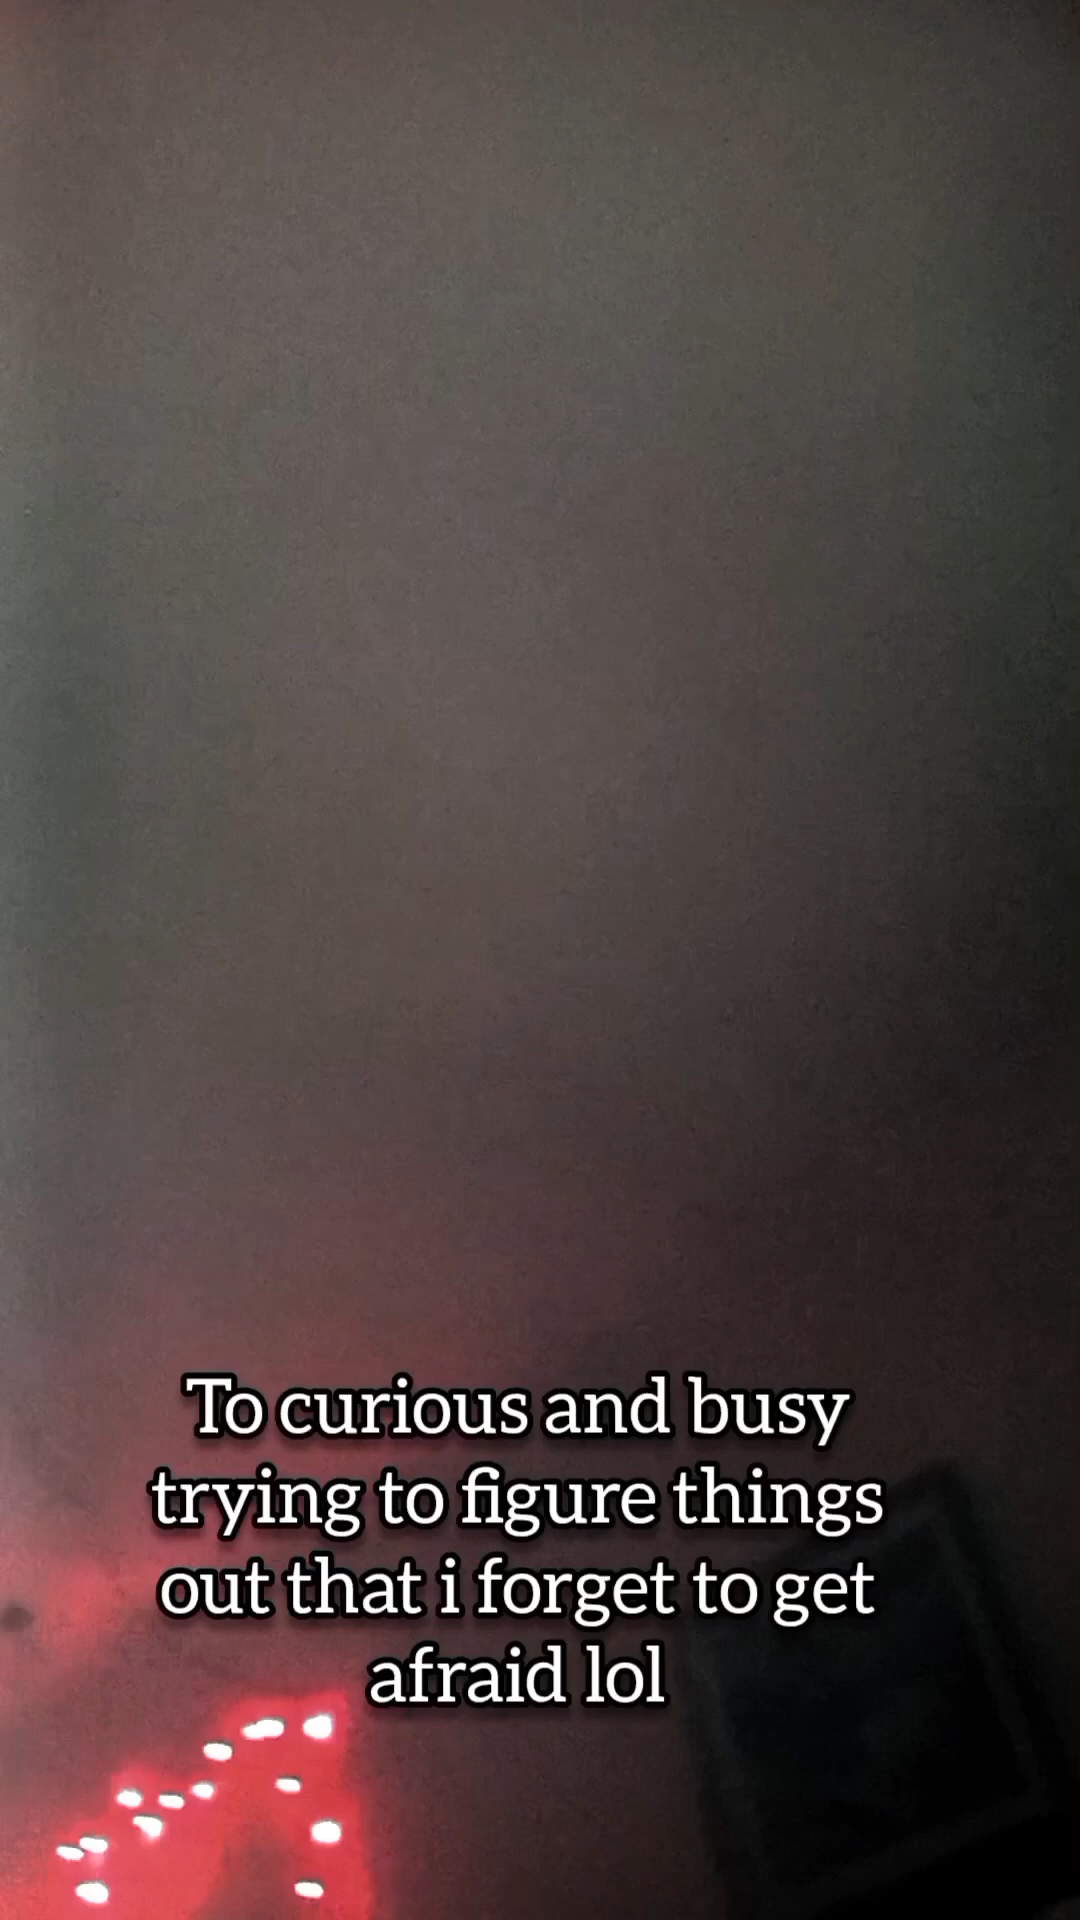 To curious and busy
trying to figure things
out that i forget to get
afraid lol